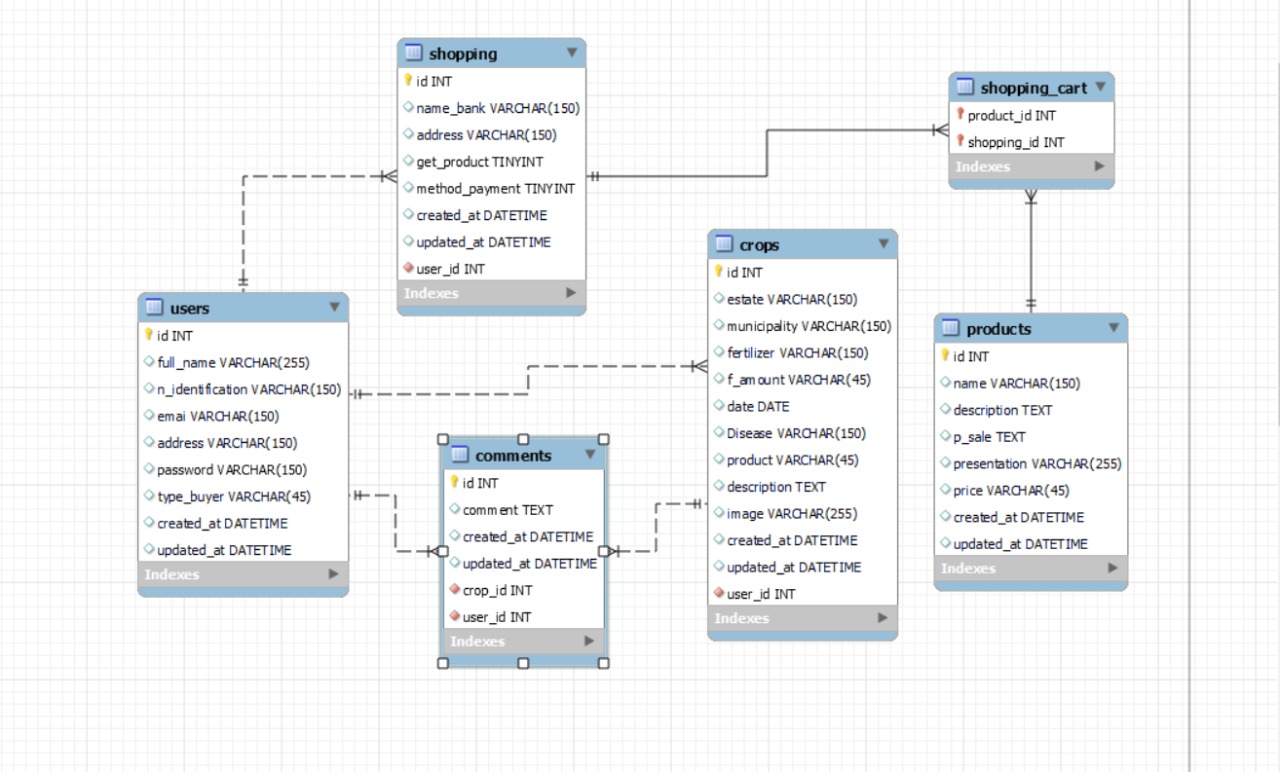 shopping
id INT
name_bank VARCHAR(150)
address VARCHAR(150)
get_product TINYINT
method_payment TINYINT
created_at DATETIME
updated_at DATETIME
user_id INT
Indexes
shopping_cart
product_id INT
shopping_id INT
Indexes
users
id INT
full_name VARCHAR(255)
n_identification VARCHAR(150)
emai VARCHAR(150)
address VARCHAR(150)
password VARCHAR(150)
type_buyer VARCHAR(45)
created_at DATETIME
updated_at DATETIME
Indexes
comments
id INT
comment TEXT
created_at DATETIME
updated_at DATETIME
crop_id INT
user_id INT
Indexes
crops
id INT
estate VARCHAR(150)
municipality VARCHAR(150)
fertilizer VARCHAR(150)
f_amount VARCHAR(45)
date DATE
Disease VARCHAR(150)
product VARCHAR(45)
description TEXT
image VARCHAR(255)
created_at DATETIME
updated_at DATETIME
user_id INT
Indexes
products
id INT
name VARCHAR(150)
description TEXT
p_sale TEXT
presentation VARCHAR(255)
price VARCHAR(45)
created_at DATETIME
updated_at DATETIME
Indexes